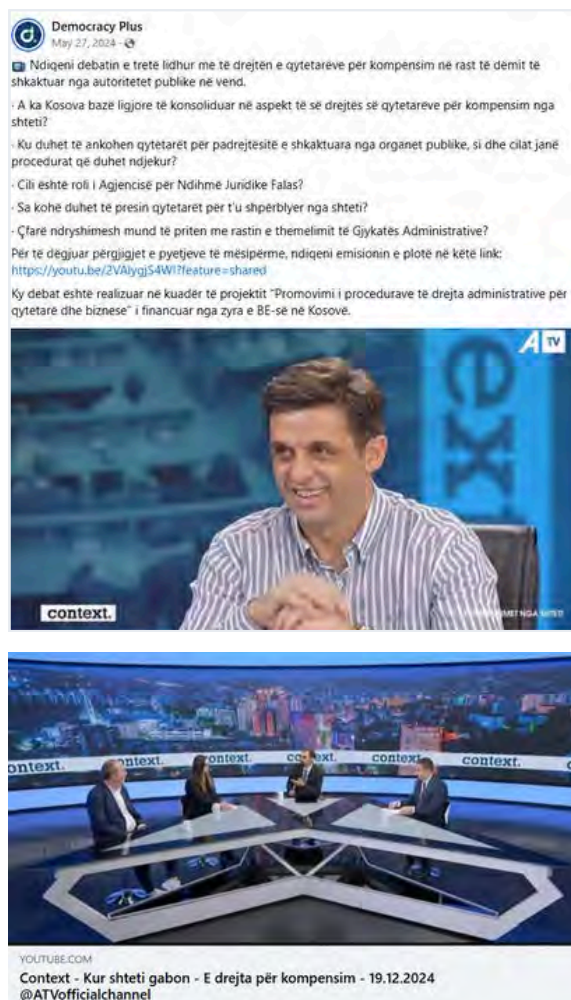 Democracy Plus
May 27, 2024 ·
Ndiqeni debatin e tretë lidhur me të drejtën e qytetarëve për kompensim në rast të dëmit të
shkaktuar nga autoritetet publike në vend.
· A ka Kosova bazë ligjore të konsoliduar në aspekt të së drejtës së qytetarëve për kompensim nga
shteti?
· Ku duhet të ankohen qytetarët për padrejtësitë e shkaktuara nga organet publike, si dhe cilat janë
procedurat që duhet ndjekur?
· Cili është roli i Agjencisë për Ndihmë Juridike Falas?
· Sa kohë duhet të presin qytetarët për t'u shpërblyer nga shteti?
· Çfarë ndryshimesh mund të priten me rastin e themelimit të Gjykatës Administrative?
Për të dëgjuar përgjigjet e pyetjeve të mësipërme, ndiqeni emisionin e plotë në këtë link:
https://youtu.be/2VAlygjS4WI?feature=shared
Ky debat është realizuar në kuadër të projektit "Promovimi i procedurave të drejta administrative për
qytetarë dhe biznese" i financuar nga zyra e BE-së në Kosovë.
A TV
ext
context.
ontext. context. context. context. context.
YOUTUBE.COM
Context - Kur shteti gabon - E drejta për kompensim - 19.12.2024
@ATVofficialchannel